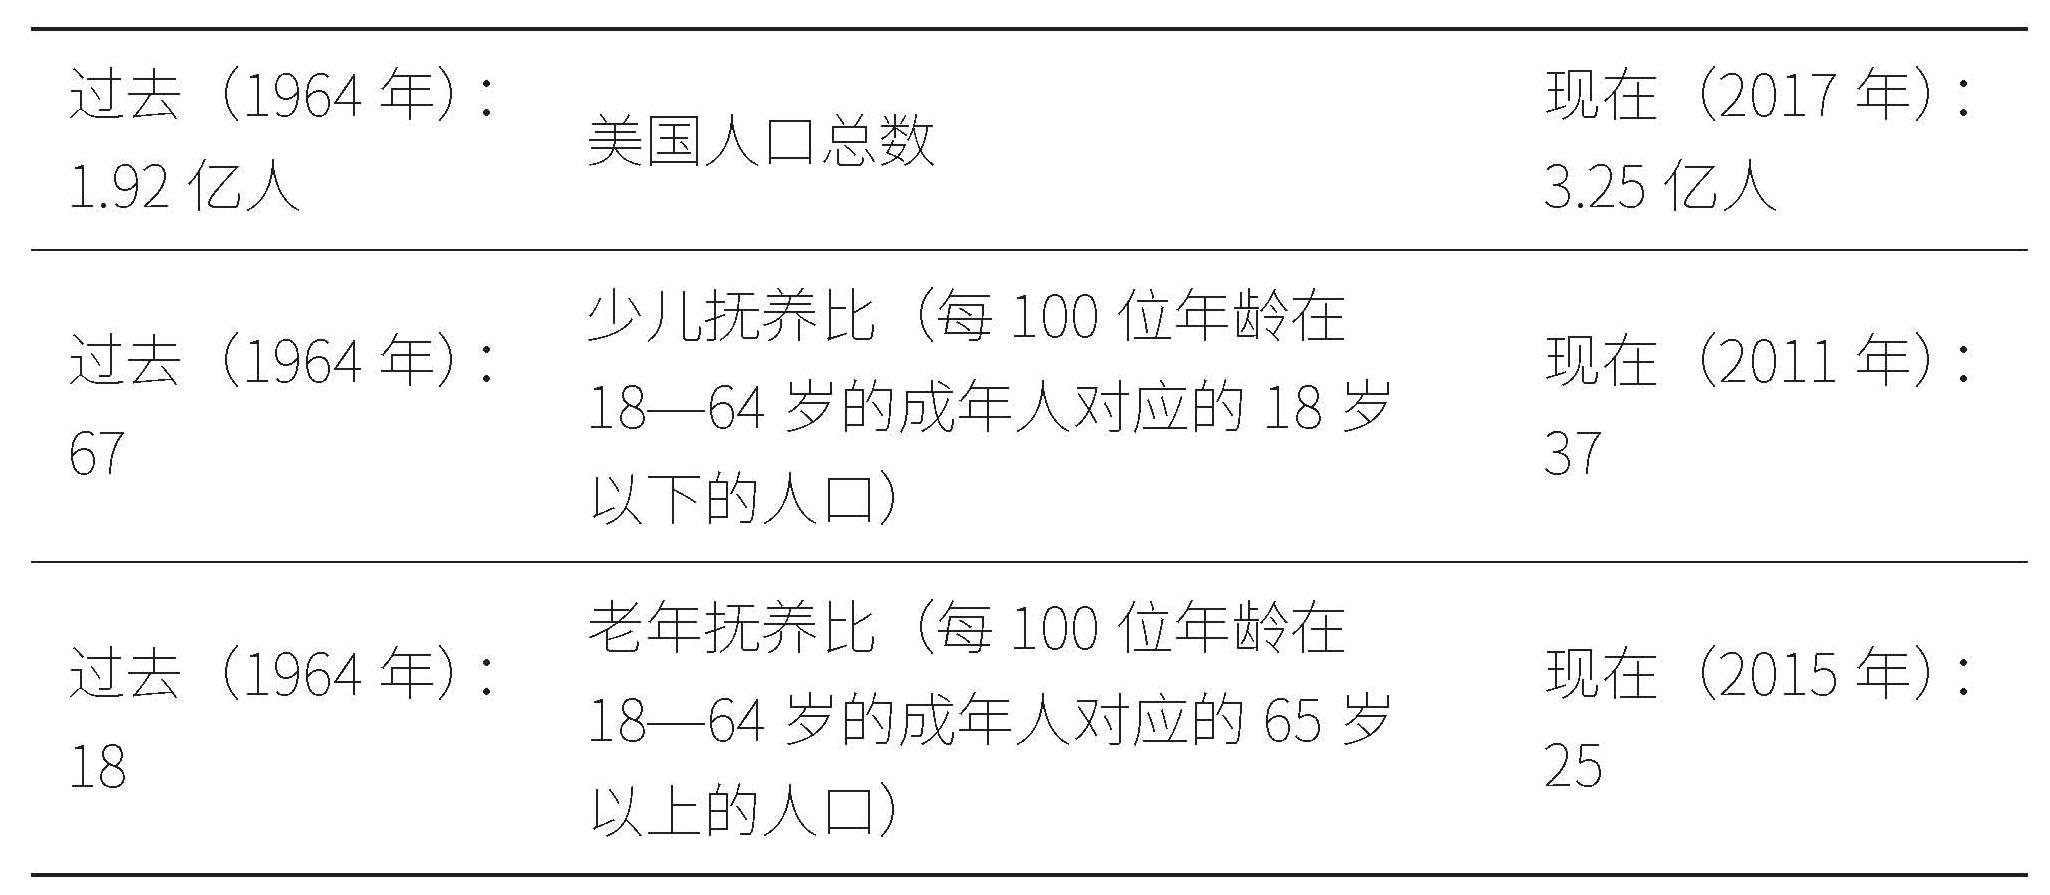 过去（1964 年）：
1.92 亿人
美国人口总数
现在（2017 年）：
3.25 亿人
过去（1964 年）：
67
少儿抚养比（每 100 位年龄在
18—64 岁的成年人对应的 18 岁
以下的人口）
现在（2011 年）：
37
过去（1964 年）：
18
老年抚养比（每 100 位年龄在
18—64 岁的成年人对应的 65 岁
以上的人口）
现在（2015 年）：
25